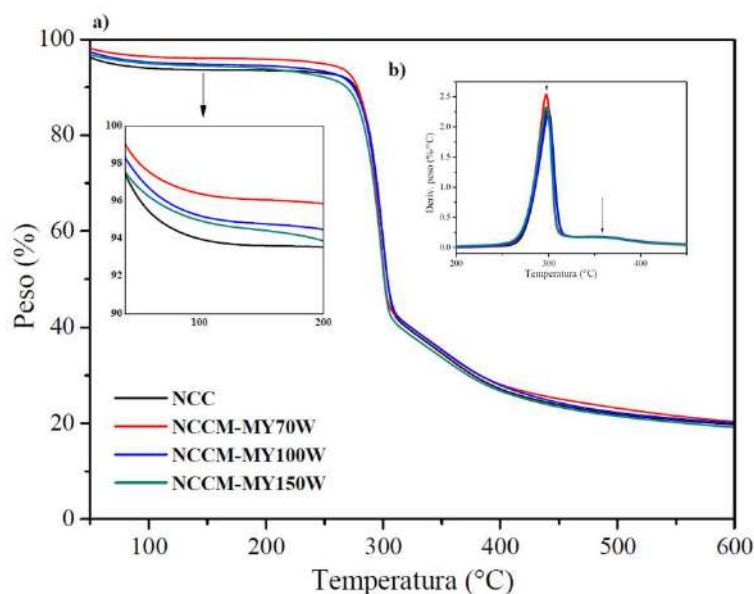 a)
100
80
60
40
20
0
Peso (%)
100
98
96
94
92
90
100 200
b)
2.5
2.0
1.5
1.0
0.5
0.0
Deriv. peso (%/°C)
200 300 400
Temperatura (°C)
NCC
NCCM-MY70W
NCCM-MY100W
NCCM-MY150W
100 200 300 400 500 600
Temperatura (°C)